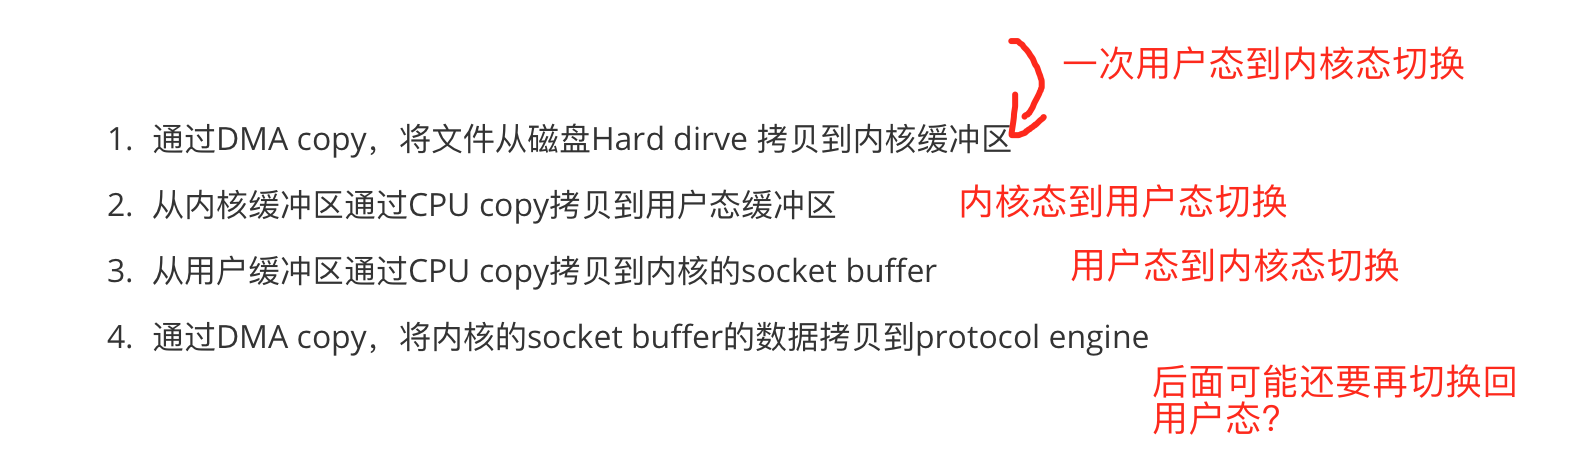 一次用户态到内核态切换
1. 通过DMA copy，将文件从磁盘Hard dirve 拷贝到内核缓冲区
2. 从内核缓冲区通过CPU copy拷贝到用户态缓冲区
内核态到用户态切换
3. 从用户缓冲区通过CPU copy拷贝到内核的socket buffer
用户态到内核态切换
4. 通过DMA copy，将内核的socket buffer的数据拷贝到protocol engine
后面可能还要再切换回
用户态?